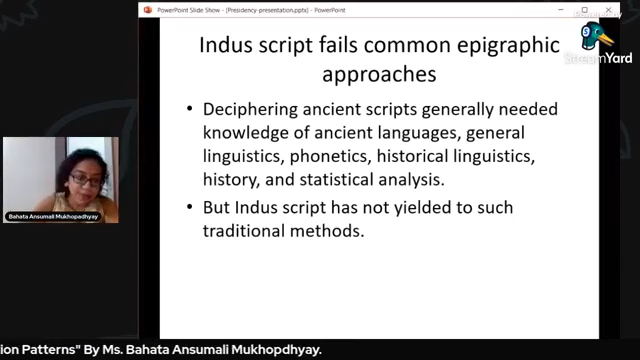 PowerPoint Slide Show - [Presidency-presentation.pptx] - PowerPoint
StreamYard
Indus script fails common epigraphic
approaches
• Deciphering ancient scripts generally needed
knowledge of ancient languages, general
linguistics, phonetics, historical linguistics,
history, and statistical analysis.
• But Indus script has not yielded to such
traditional methods.
Bahata Ansumali Mukhopadhyay
ion Patterns" By Ms. Bahata Ansumali Mukhopdhyay.